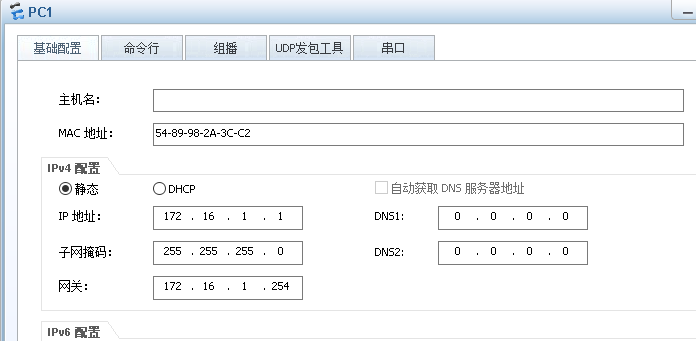 PC1
基础配置 命令行 组播 UDP发包工具 串口
主机名：
MAC 地址： 54-89-98-2A-3C-C2
IPv4 配置
静态 DHCP 自动获取 DNS 服务器地址
IP 地址： 172 . 16 . 1 . 1 DNS1: 0 . 0 . 0 . 0
子网掩码： 255 . 255 . 255 . 0 DNS2: 0 . 0 . 0 . 0
网关： 172 . 16 . 1 . 254
IPv6 配置